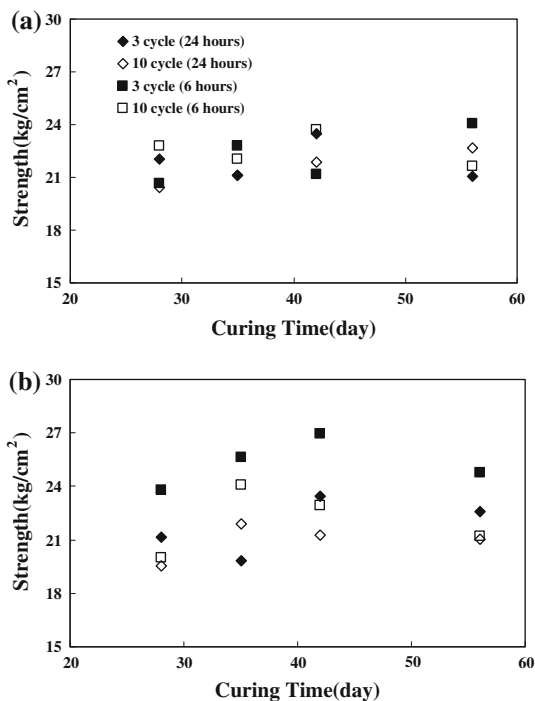 (a)
30
27
24
21
18
15
Strength(kg/cm²)
3 cycle (24 hours)
10 cycle (24 hours)
3 cycle (6 hours)
10 cycle (6 hours)
20 30 40 50 60
Curing Time(day)
(b)
30
27
24
21
18
15
Strength(kg/cm²)
20 30 40 50 60
Curing Time(day)